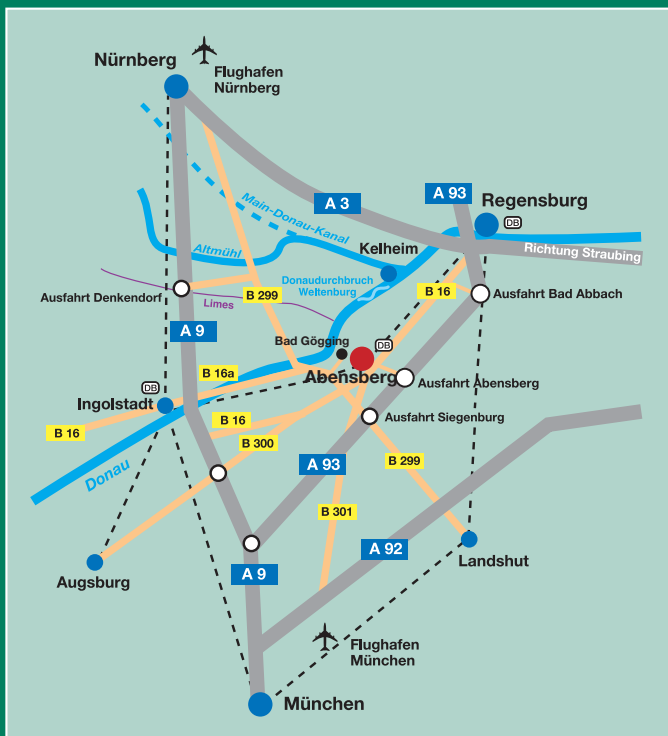 Nürnberg
Flughafen
Nürnberg
A 93
Regensburg
DB
A 3
Main-Donau-Kanal
Altmühl
Kelheim
Richtung Straubing
Donaudurchbruch
Weltenburg
Ausfahrt Denkendorf
Limes
B 299
B 16
Ausfahrt Bad Abbach
A 9
Bad Gögging
DB
Abensberg
B 16a
DB
Ausfahrt Abensberg
Ingolstadt
Ausfahrt Siegenburg
B 16
B 16
B 300
Donau
A 93
B 299
B 301
A 92
Landshut
Augsburg
A 9
Flughafen
München
München